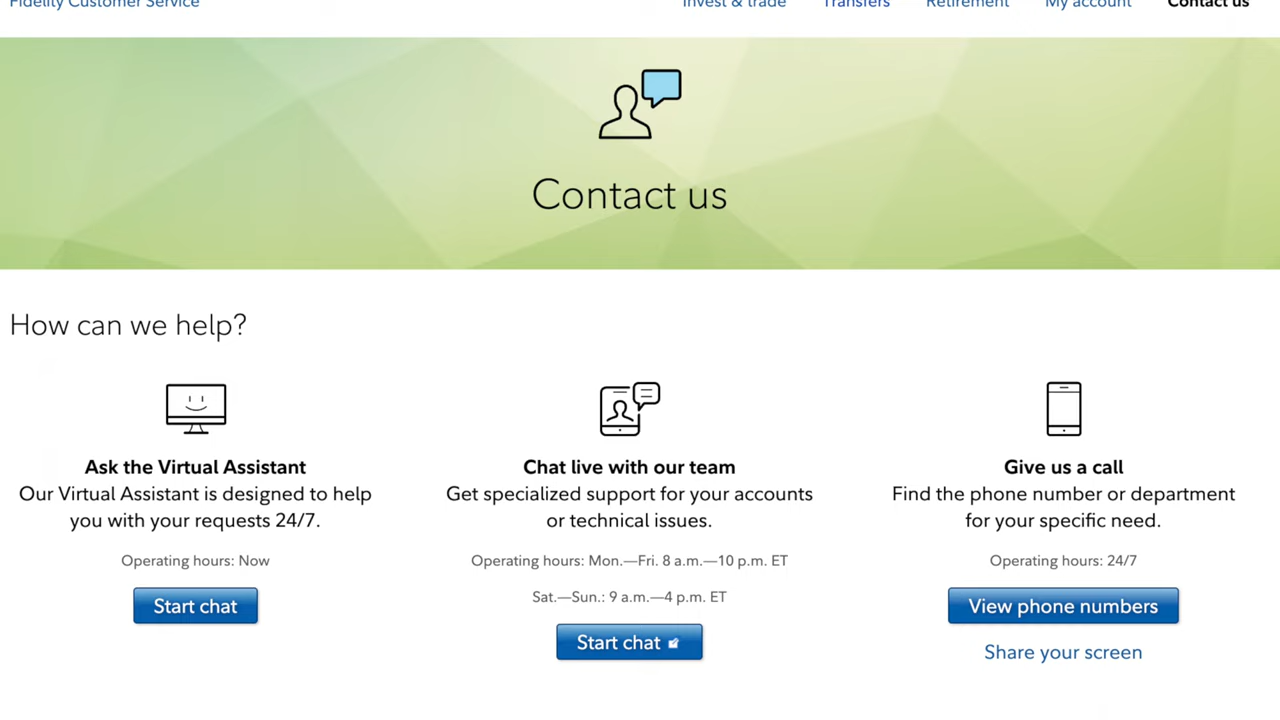 Fidelity Customer Service
Invest & trade
Transfers
Retirement
My account
Contact us
Contact us
How can we help?
Ask the Virtual Assistant
Our Virtual Assistant is designed to help
you with your requests 24/7.
Operating hours: Now
Start chat
Chat live with our team
Get specialized support for your accounts
or technical issues.
Operating hours: Mon.—Fri. 8 a.m.—10 p.m. ET
Sat.—Sun.: 9 a.m.—4 p.m. ET
Start chat
Give us a call
Find the phone number or department
for your specific need.
Operating hours: 24/7
View phone numbers
Share your screen